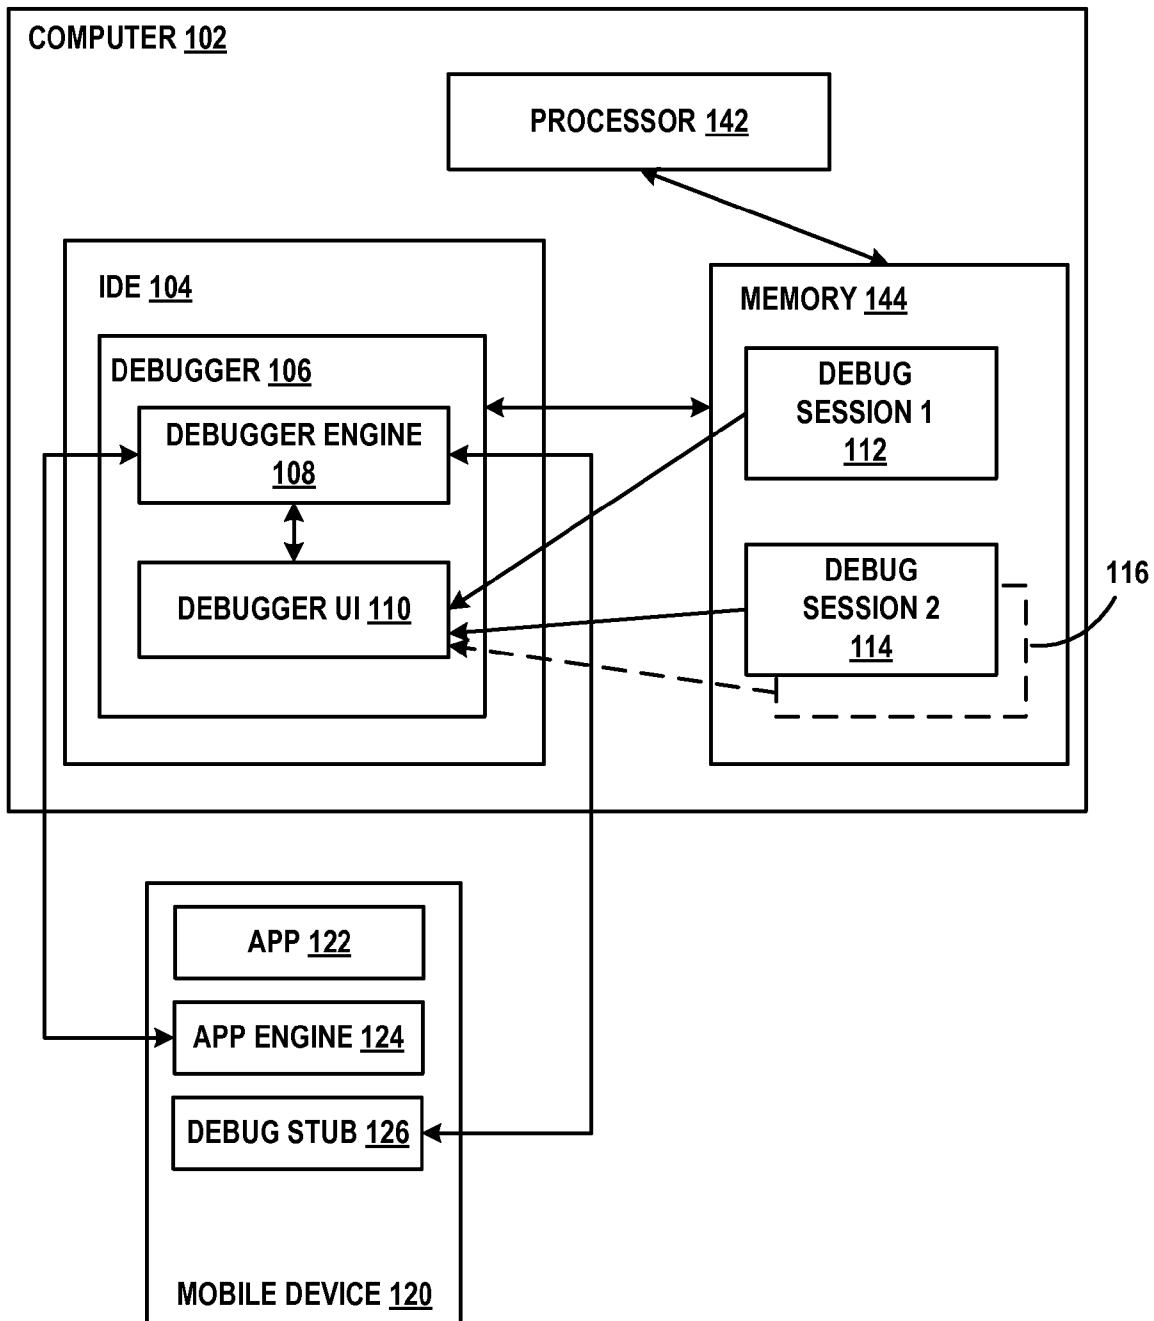 COMPUTER 102
PROCESSOR 142
IDE 104
MEMORY 144
DEBUGGER 106
DEBUG
SESSION 1
112
DEBUGGER ENGINE
108
DEBUG
SESSION 2
114
116
DEBUGGER UI 110
APP 122
APP ENGINE 124
DEBUG STUB 126
MOBILE DEVICE 120